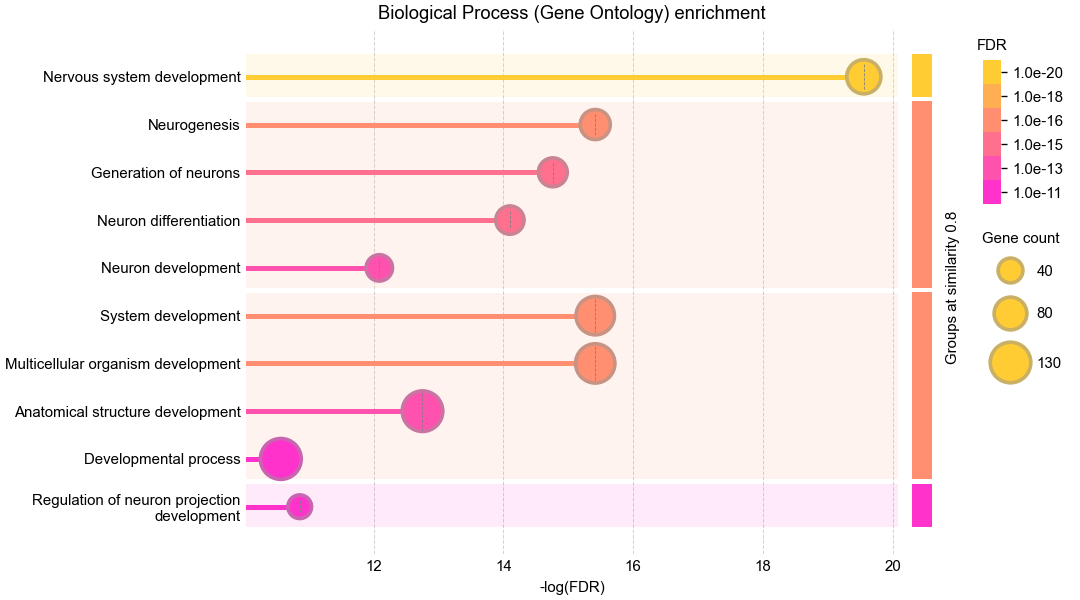 Biological Process (Gene Ontology) enrichment
Nervous system development
Neurogenesis
Generation of neurons
Neuron differentiation
Neuron development
System development
Multicellular organism development
Anatomical structure development
Developmental process
Regulation of neuron projection
development
12
14
16
18
20
-log(FDR)
Groups at similarity 0.8
FDR
1.0e-20
1.0e-18
1.0e-16
1.0e-15
1.0e-13
1.0e-11
Gene count
40
80
130